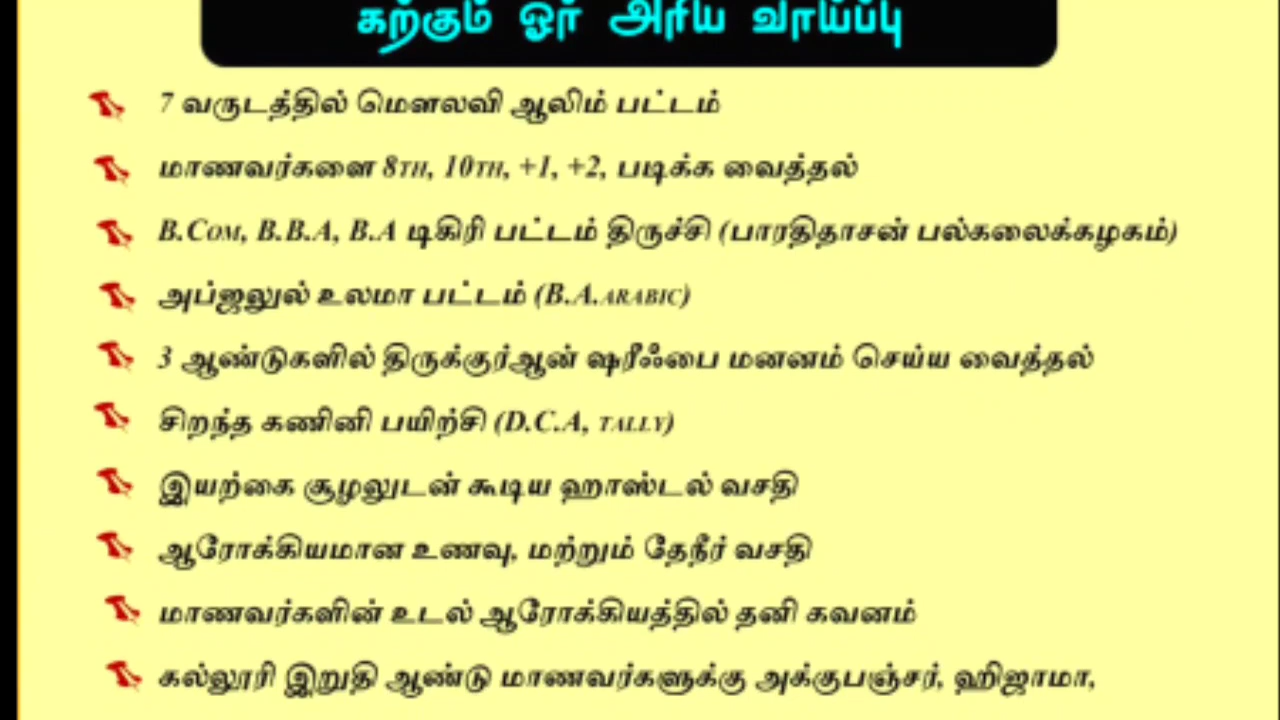 கற்கும் ஓர் அரிய வாய்ப்பு
7 வருடத்தில் மௌலவி ஆலிம் பட்டம்
மாணவர்களை 8TH, 10TH, +1, +2, படிக்க வைத்தல்
B.COM, B.B.A, B.A டிகிரி பட்டம் திருச்சி (பாரதிதாசன் பல்கலைக்கழகம்)
அப்ஜலுல் உலமா பட்டம் (B.A.ARABIC)
3 ஆண்டுகளில் திருக்குர்ஆன் ஷரீஃபை மனனம் செய்ய வைத்தல்
சிறந்த கணினி பயிற்சி (D.C.A, TALLY)
இயற்கை சூழலுடன் கூடிய ஹாஸ்டல் வசதி
ஆரோக்கியமான உணவு, மற்றும் தேநீர் வசதி
மாணவர்களின் உடல் ஆரோக்கியத்தில் தனி கவனம்
கல்லூரி இறுதி ஆண்டு மாணவர்களுக்கு அக்குபஞ்சர், ஹிஜாமா,